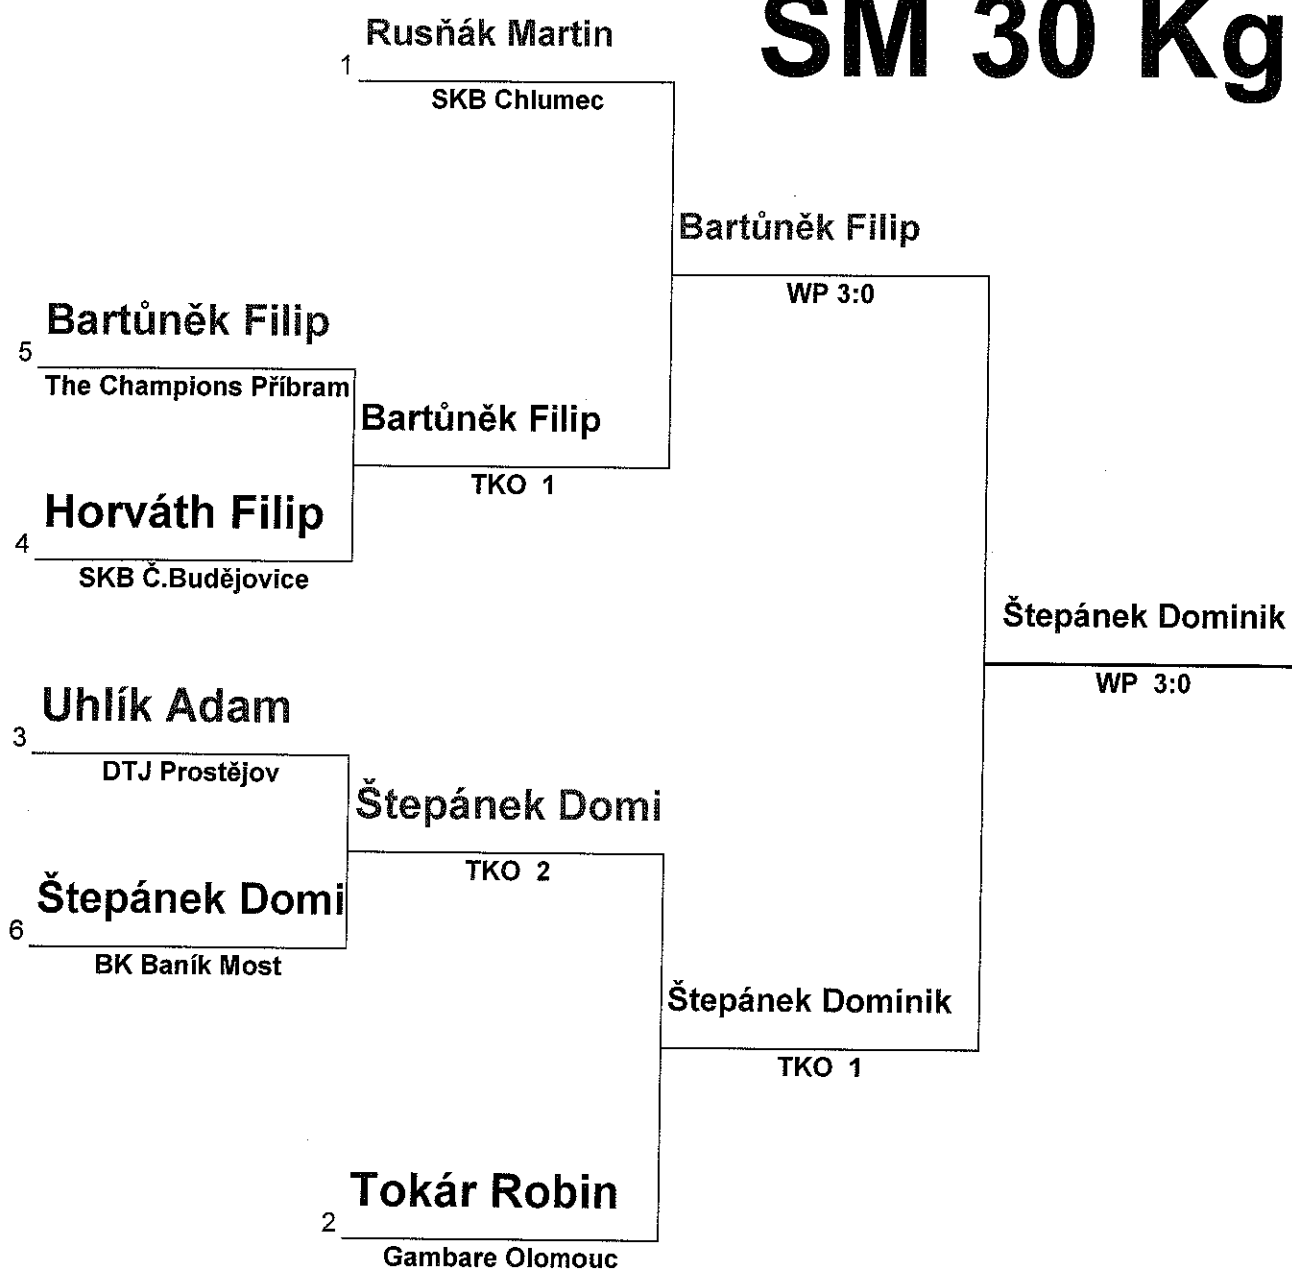 SM 30 Kg
Rusňák Martin
1
SKB Chlumec
Bartůněk Filip
WP 3:0
Bartůněk Filip
5
The Champions Příbram
Bartůněk Filip
TKO 1
Horváth Filip
4
SKB Č.Budějovice
Štepánek Dominik
WP 3:0
Uhlík Adam
3
DTJ Prostějov
Štepánek Domi
TKO 2
Štepánek Domi
6
BK Baník Most
Štepánek Dominik
TKO 1
Tokár Robin
2
Gambare Olomouc